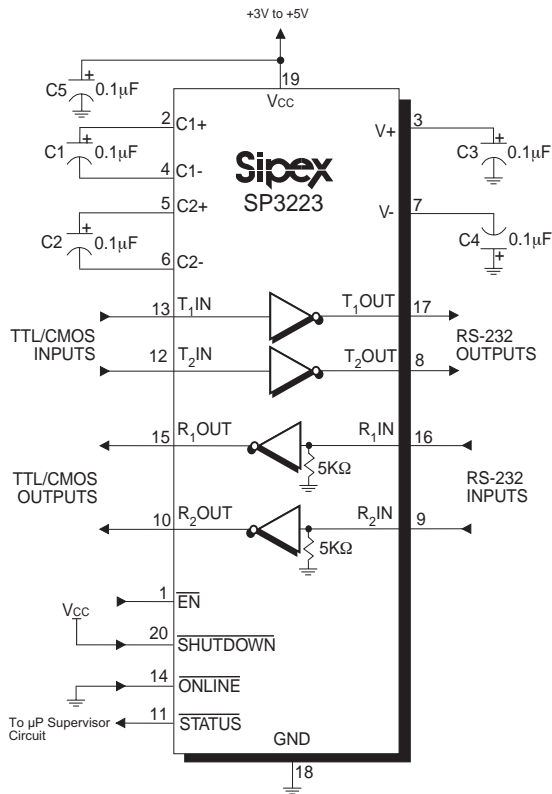 +3V to +5V
C5 + 0.1µF
19
VCC
2 C1+
C1 + 0.1µF
4 C1-
5 C2+
C2 + 0.1µF
6 C2-
V+ 3
+ C3 0.1µF
V- 7
C4 + 0.1µF
Sipex
SP3223
TTL/CMOS
INPUTS
13 T1IN
T1OUT 17
12 T2IN
T2OUT 8
RS-232
OUTPUTS
TTL/CMOS
OUTPUTS
15 R1OUT
R1IN 16
5KΩ
10 R2OUT
R2IN 9
5KΩ
RS-232
INPUTS
1 EN
VCC
20 SHUTDOWN
14 ONLINE
To µP Supervisor
Circuit
11 STATUS
GND
18